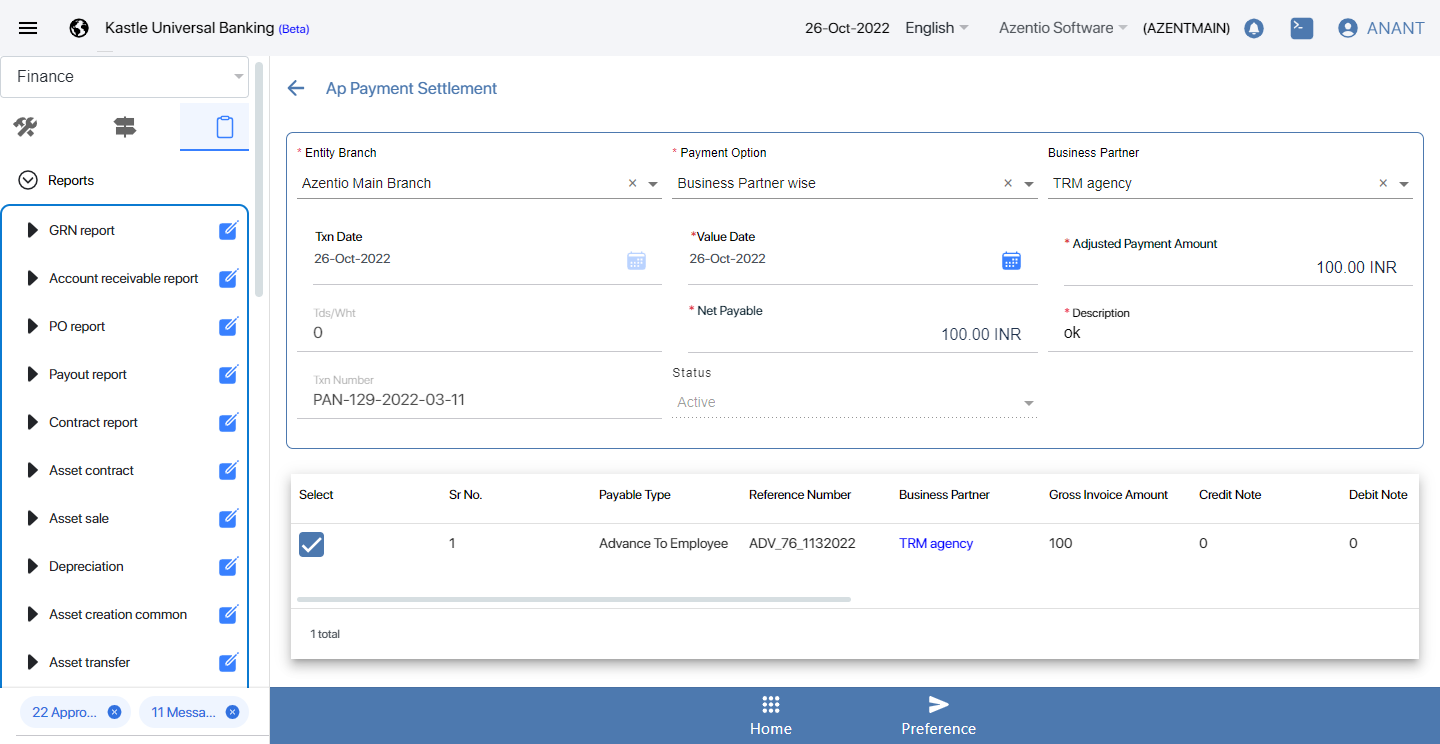 Kastle Universal Banking (Beta)
26-Oct-2022 English Azentio Software (AZENTMAIN) ANANT
Finance
Reports
GRN report
Account receivable report
PO report
Payout report
Contract report
Asset contract
Asset sale
Depreciation
Asset creation common
Asset transfer
22 Appro... 11 Messa...
Ap Payment Settlement
* Entity Branch * Payment Option Business Partner
Azentio Main Branch × Business Partner wise × TRM agency ×
Txn Date *Value Date * Adjusted Payment Amount
26-Oct-2022 26-Oct-2022 100.00 INR
Tds/Wht * Net Payable * Description
0 100.00 INR ok
Txn Number Status
PAN-129-2022-03-11 Active
Select Sr No. Payable Type Reference Number Business Partner Gross Invoice Amount Credit Note Debit Note
1 Advance To Employee ADV_76_1132022 TRM agency 100 0 0
1 total
Home Preference